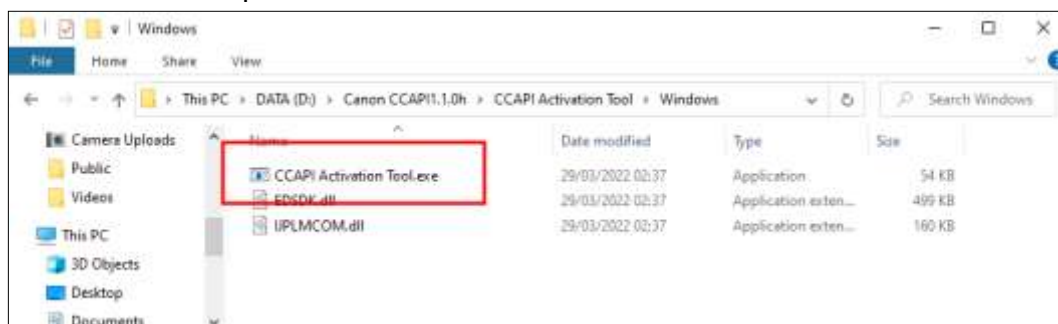 Windows
File Home Share View
This PC > DATA (D:) > Canon CCAPI1.1.0h > CCAPI Activation Tool > Windows
Search Windows
Camera Uploads
Public
Videos
This PC
3D Objects
Desktop
Documents
Name Date modified Type Size
CCAPI Activation Tool.exe 29/03/2022 02:37 Application 54 KB
EDSDK.dll 29/03/2022 02:37 Application exten... 499 KB
UPLMCOM.dll 29/03/2022 02:37 Application exten... 160 KB